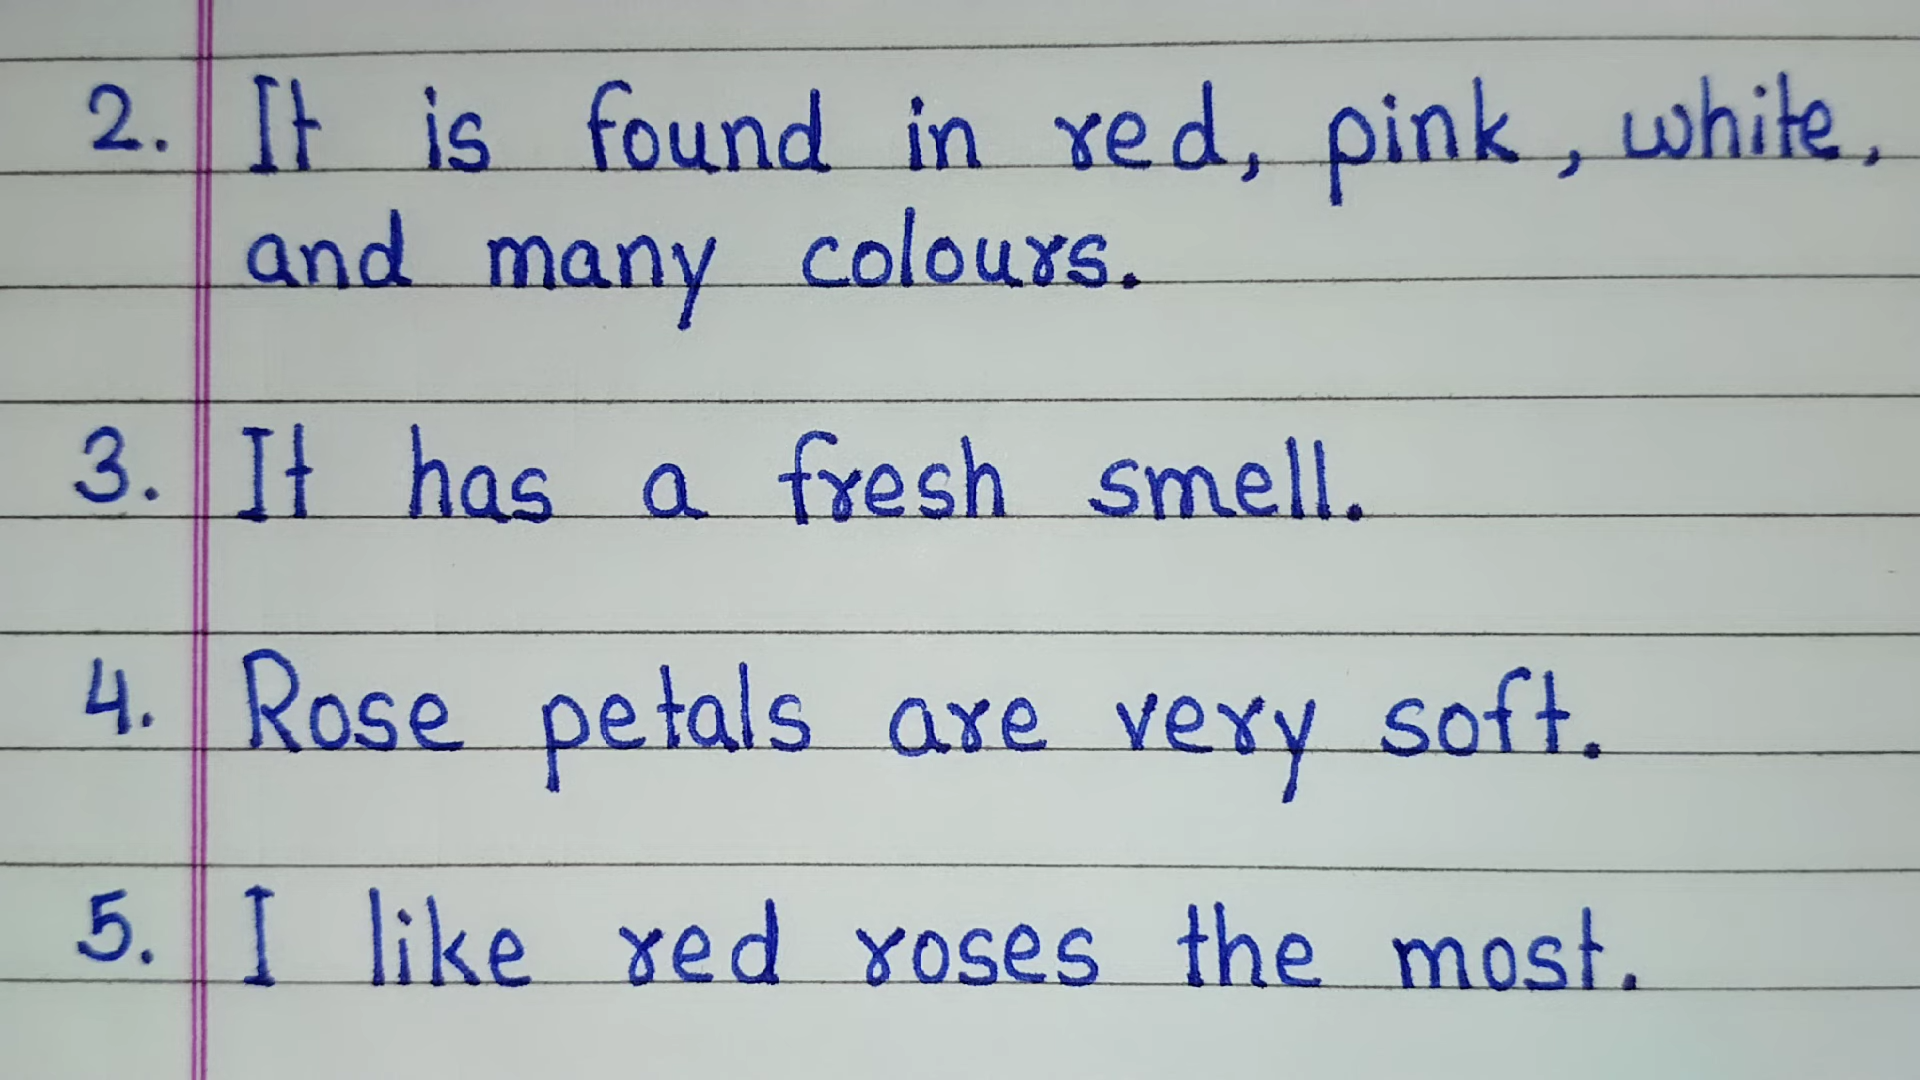 2. It is found in red, pink, white,
and many colours.
3. It has a fresh smell.
4. Rose petals are very soft.
5. I like red roses the most.